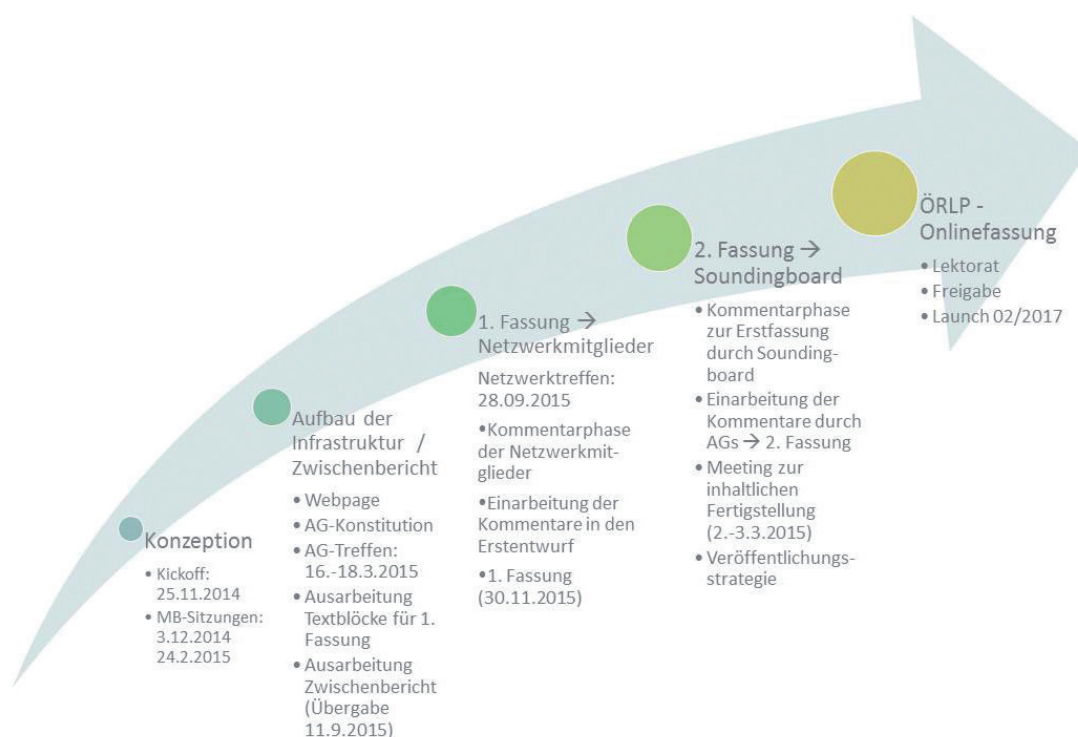 Konzeption
• Kickoff:
25.11.2014
• MB-Sitzungen:
3.12.2014
24.2.2015
Aufbau der
Infrastruktur /
Zwischenbericht
• Webpage
• AG-Konstitution
• AG-Treffen:
16.-18.3.2015
• Ausarbeitung
Textblöcke für 1.
Fassung
• Ausarbeitung
Zwischenbericht
(Übergabe
11.9.2015)
1. Fassung →
Netzwerkmitglieder
Netzwerktreffen:
28.09.2015
•Kommentarphase
der Netzwerkmit-
glieder
•Einarbeitung der
Kommentare in den
Erstentwurf
•1. Fassung
(30.11.2015)
2. Fassung →
Soundingboard
• Kommentarphase
zur Erstfassung
durch Sounding-
board
• Einarbeitung der
Kommentare durch
AGs → 2. Fassung
• Meeting zur
inhaltlichen
Fertigstellung
(2.-3.3.2015)
• Veröffentlichungs-
strategie
ÖRLP -
Onlinefassung
• Lektorat
• Freigabe
• Launch 02/2017